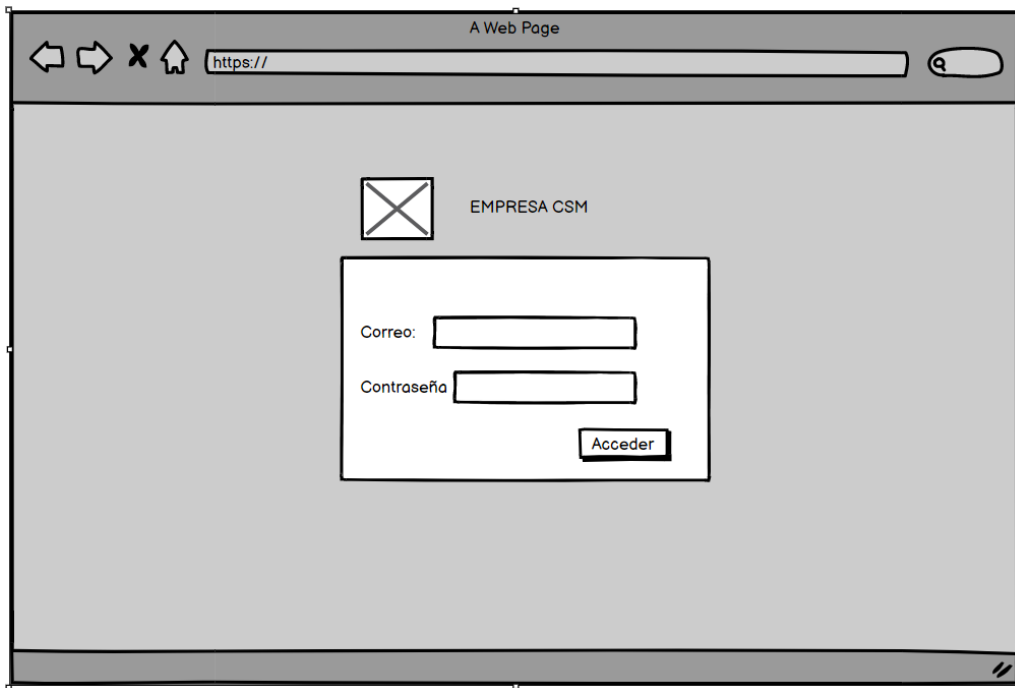 A Web Page
https://
EMPRESA CSM
Correo:
Contraseña
Acceder